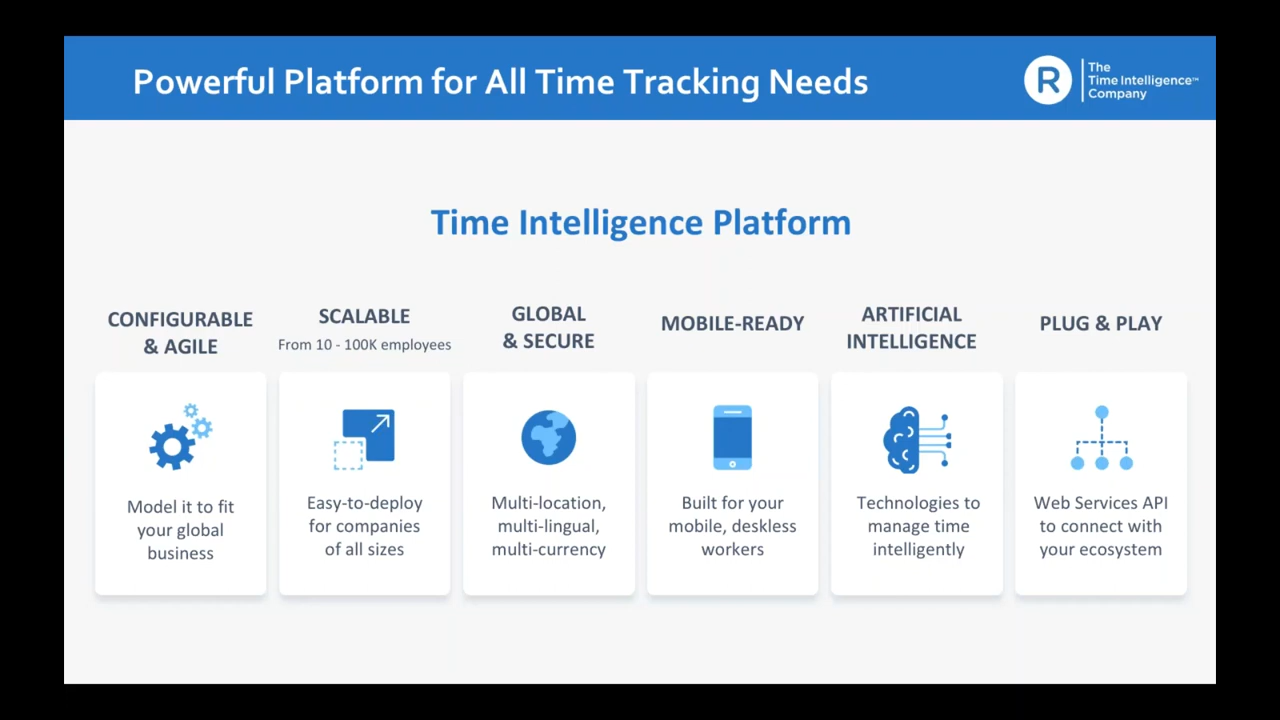 Powerful Platform for All Time Tracking Needs
R
The
Time Intelligence™
Company
Time Intelligence Platform
CONFIGURABLE
& AGILE
Model it to fit
your global
business
SCALABLE
From 10 - 100K employees
Easy-to-deploy
for companies
of all sizes
GLOBAL
& SECURE
Multi-location,
multi-lingual,
multi-currency
MOBILE-READY
Built for your
mobile, deskless
workers
ARTIFICIAL
INTELLIGENCE
Technologies to
manage time
intelligently
PLUG & PLAY
Web Services API
to connect with
your ecosystem